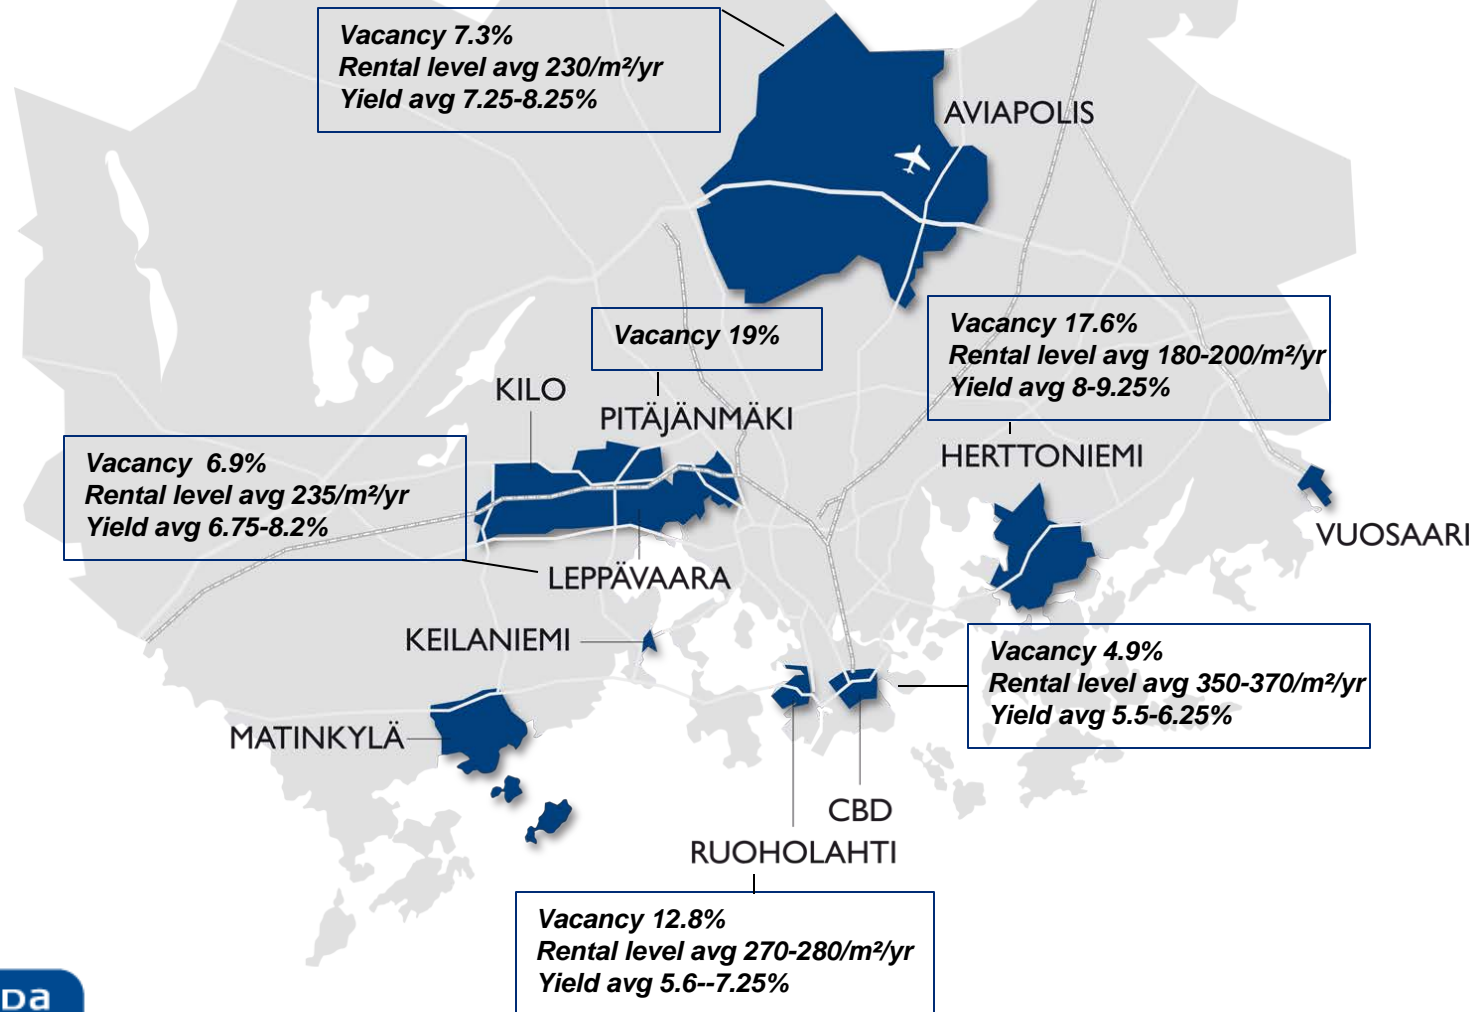 Vacancy 7.3%
Rental level avg 230/m²/yr
Yield avg 7.25-8.25%
AVIAPOLIS
Vacancy 19%
Vacancy 17.6%
Rental level avg 180-200/m²/yr
Yield avg 8-9.25%
KILO
PITÄJÄNMÄKI
HERTTONIEMI
Vacancy  6.9%
Rental level avg 235/m²/yr
Yield avg 6.75-8.2%
VUOSAARI
LEPPÄVAARA
KEILANIEMI
Vacancy 4.9%
Rental level avg 350-370/m²/yr
Yield avg 5.5-6.25%
MATINKYLÄ
CBD
RUOHOLAHTI
Vacancy 12.8%
Rental level avg 270-280/m²/yr
Yield avg 5.6--7.25%